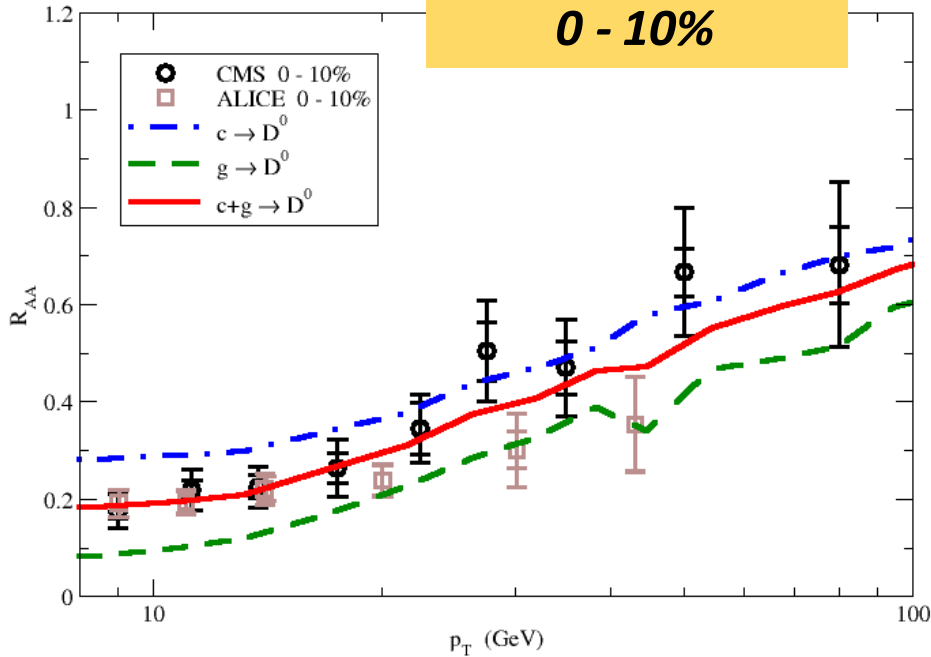 0 - 10%
1.2
1
0.8
0.6
0.4
0.2
0
R_AA
CMS 0 - 10%
ALICE 0 - 10%
c → D⁰
g → D⁰
c+g → D⁰
10
100
p_T (GeV)